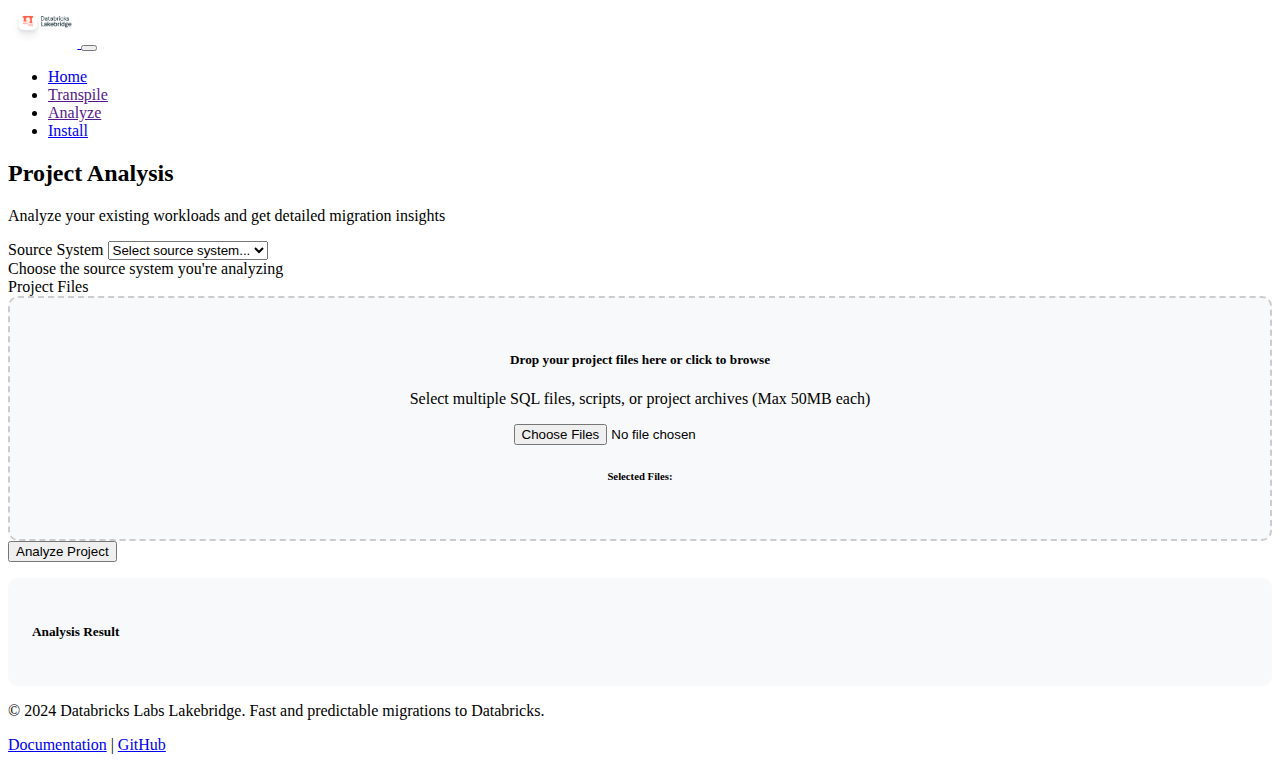 Databricks
Lakebridge
Home
Transpile
Analyze
Install
Project Analysis
Analyze your existing workloads and get detailed migration insights
Source System Select source system...
Choose the source system you're analyzing
Project Files
Drop your project files here or click to browse
Select multiple SQL files, scripts, or project archives (Max 50MB each)
Choose Files No file chosen
Selected Files:
Analyze Project
Analysis Result
© 2024 Databricks Labs Lakebridge. Fast and predictable migrations to Databricks.
Documentation | GitHub